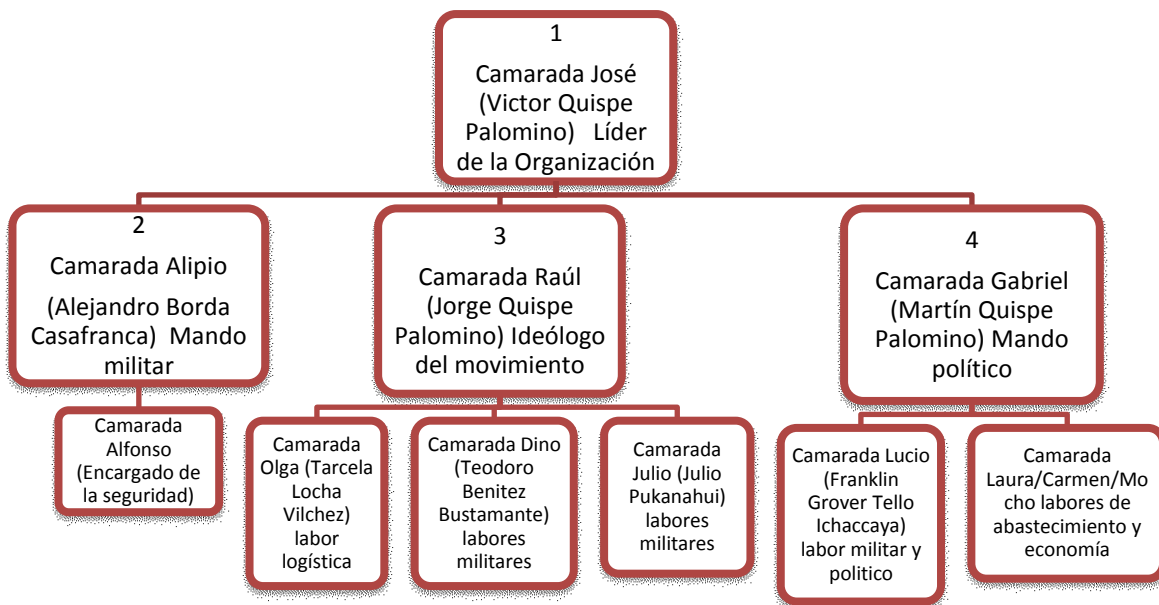 1
Camarada José
(Victor Quispe
Palomino) Líder
de la Organización
2
Camarada Alipio
(Alejandro Borda
Casafranca) Mando
militar
3
Camarada Raúl
(Jorge Quispe
Palomino) Ideólogo
del movimiento
4
Camarada Gabriel
(Martín Quispe
Palomino) Mando
político
Camarada
Alfonso
(Encargado de
la seguridad)
Camarada
Olga (Tarcela
Locha
Vilchez)
labor
logística
Camarada Dino
(Teodoro
Benitez
Bustamante)
labores
militares
Camarada
Julio (Julio
Pukanahui)
labores
militares
Camarada Lucio
(Franklin
Grover Tello
Ichaccaya)
labor militar y
politico
Camarada
Laura/Carmen/Mo
cho labores de
abastecimiento y
economía